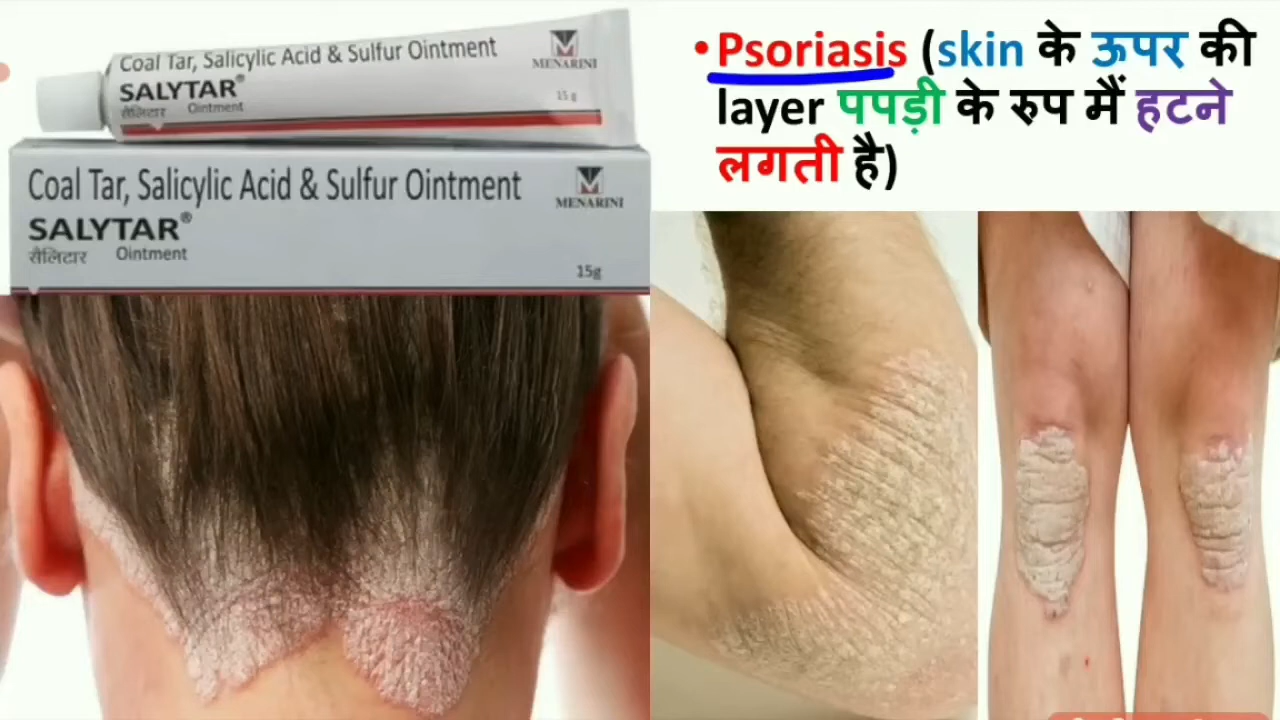 Coal Tar, Salicylic Acid & Sulfur Ointment
MENARINI
SALYTAR®
सैलिटार Ointment
15 g
Coal Tar, Salicylic Acid & Sulfur Ointment
MENARINI
SALYTAR®
सैलिटार Ointment
15g
• Psoriasis (skin के ऊपर की
layer पपड़ी के रुप मैं हटने
लगती है)